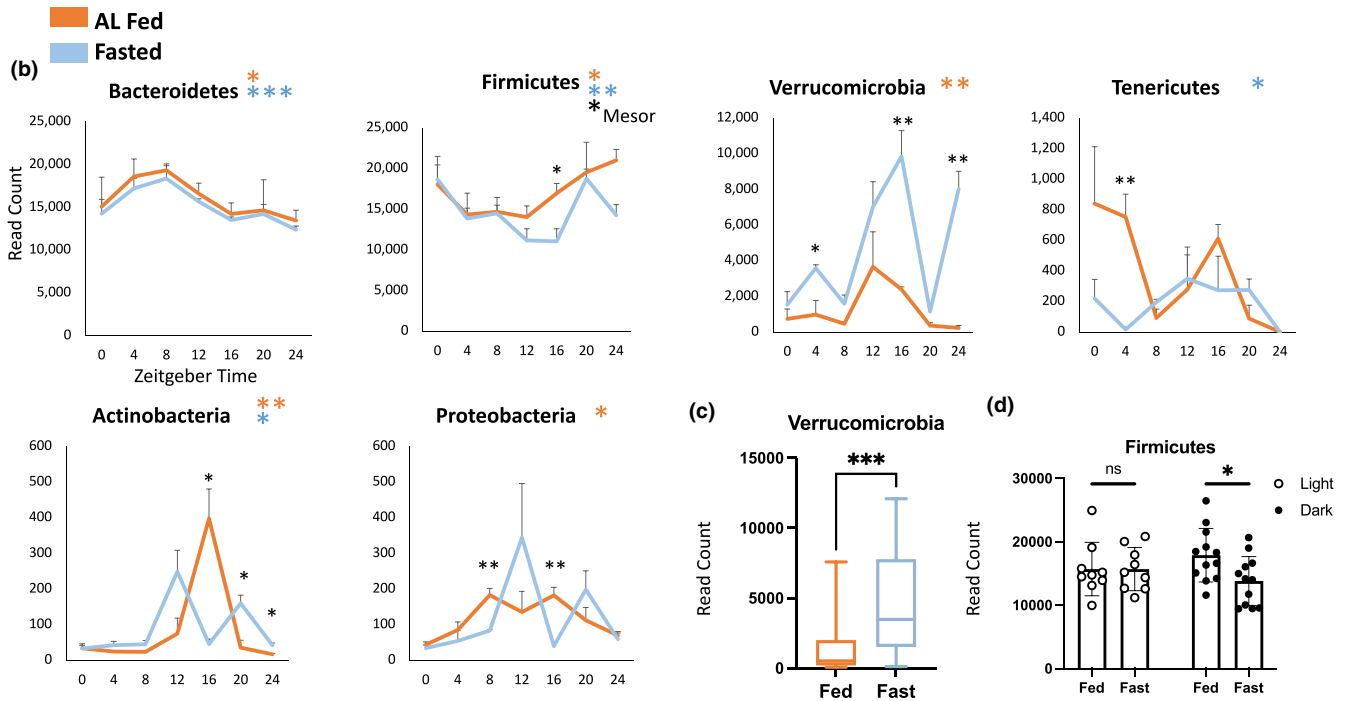 AL Fed
Fasted
(b)
Bacteroidetes * ***
Firmicutes * ** * Mesor
Verrucomicrobia **
Tenericutes *
Read Count
25,000
20,000
15,000
10,000
5,000
0
0 4 8 12 16 20 24
Zeitgeber Time
25,000
20,000
15,000
10,000
5,000
0
*
0 4 8 12 16 20 24
12,000
10,000
8,000
6,000
4,000
2,000
0
* ** **
0 4 8 12 16 20 24
1,400
1,200
1,000
800
600
400
200
0
**
0 4 8 12 16 20 24
Actinobacteria ** *
600
500
400
300
200
100
0
* * *
0 4 8 12 16 20 24
Proteobacteria *
600
500
400
300
200
100
0
** **
0 4 8 12 16 20 24
(c)
Verrucomicrobia
***
Read Count
15000
10000
5000
0
Fed Fast
(d)
Firmicutes
ns *
Light
Dark
Read Count
30000
20000
10000
0
Fed Fast Fed Fast